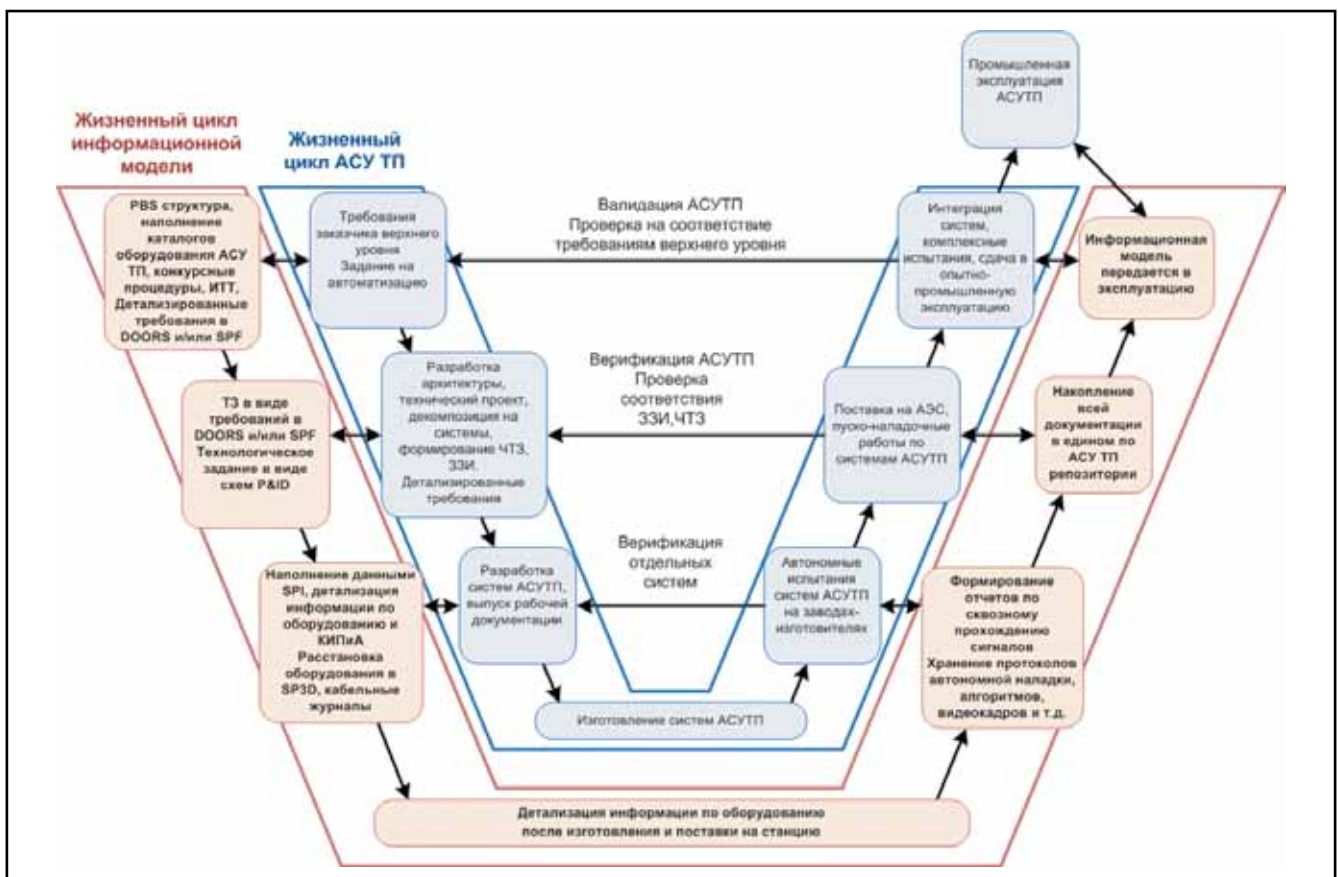 Промышленная
эксплуатация
АСУТП
Жизненный цикл
информационной
модели
Жизненный
цикл АСУ ТП
PBS структура,
наполнение
каталогов
оборудования АСУ
ТП, конкурсные
процедуры, ИТТ,
Детализированные
требования в
DOORS и/или SPF
Требования
заказчика верхнего
уровня
Задание на
автоматизацию
Валидация АСУТП
Проверка на соответствие
требованиям верхнего уровня
Интеграция
систем,
комплексные
испытания, сдача в
опытно-
промышленную
эксплуатацию
Информационная
модель
передается в
эксплуатацию
ТЗ в виде
требований в
DOORS и/или SPF
Технологическое
задание в виде
схем P&ID
Разработка
архитектуры,
технический проект,
декомпозиция на
системы,
формирование ЧТЗ,
ЗЗИ.
Детализированные
требования
Верификация АСУТП
Проверка
соответствия
ЗЗИ,ЧТЗ
Поставка на АЭС,
пуско-наладочные
работы по
системам АСУТП
Накопление
всей
документации
в едином по
АСУ ТП
репозитории
Наполнение данными
SPI, детализация
информации по
оборудованию и
КИПиА
Расстановка
оборудования в
SP3D, кабельные
журналы
Разработка
систем АСУТП,
выпуск рабочей
документации
Верификация
отдельных
систем
Автономные
испытания
систем АСУТП
на заводах-
изготовителях
Формирование
отчетов по
сквозному
прохождению
сигналов
Хранение протоколов
автономной наладки,
алгоритмов,
видеокадров и т.д.
Изготовление систем АСУТП
Детализация информации по оборудованию
после изготовления и поставки на станцию